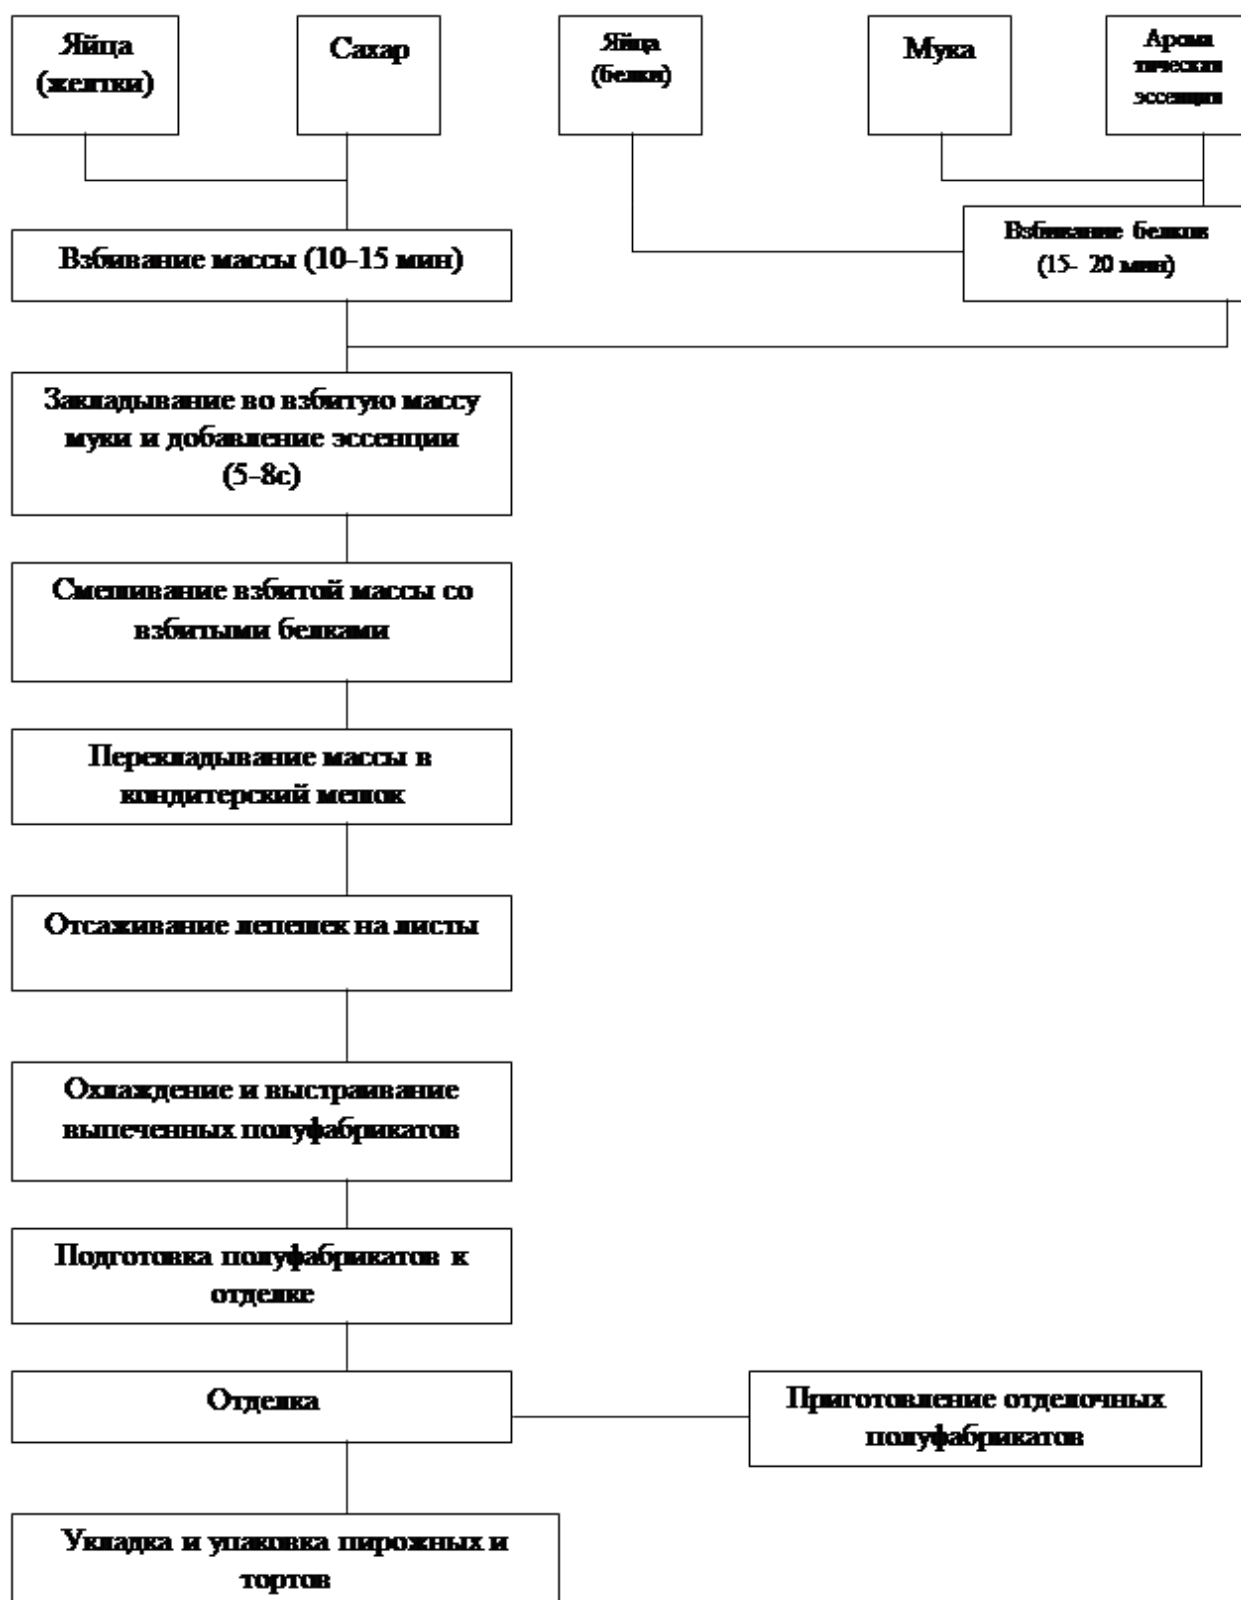 Яйца
(желтки)
Сахар
Яйца
(белки)
Мука
Арома
тическая
эссенция
Взбивание массы (10-15 мин)
Взбивание белков
(15- 20 мин)
Закладывание во взбитую массу
муки и добавление эссенции
(5-8с)
Смешивание взбитой массы со
взбитыми белками
Перекладывание массы в
кондитерский мешок
Отсаживание лепешек на листы
Охлаждение и выстраивание
выпеченных полуфабрикатов
Подготовка полуфабрикатов к
отделке
Отделка
Приготовление отделочных
полуфабрикатов
Укладка и упаковка пирожных и
тортов